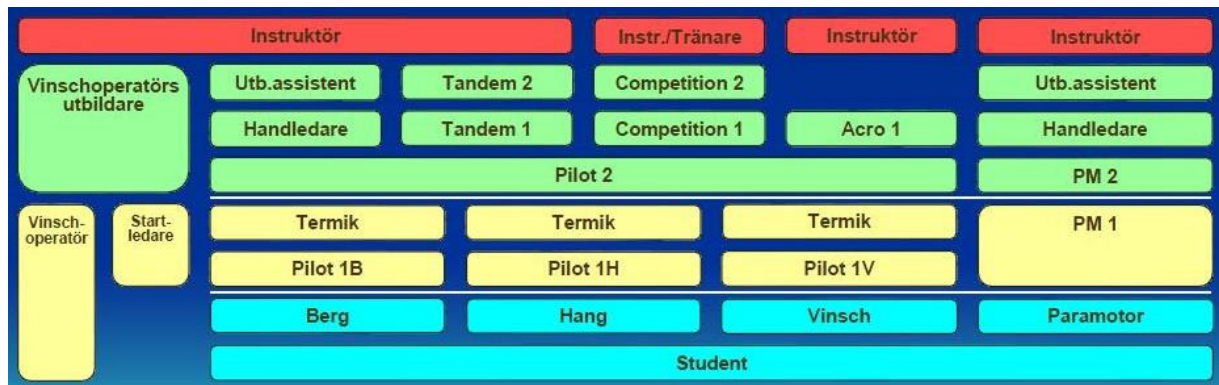 Instruktör
Instr./Tränare
Instruktör
Instruktör
Vinschoperatörs
utbildare
Utb.assistent
Tandem 2
Competition 2
Utb.assistent
Handledare
Tandem 1
Competition 1
Acro 1
Handledare
Pilot 2
PM 2
Vinsch-
operatör
Start-
ledare
Termik
Termik
Termik
PM 1
Pilot 1B
Pilot 1H
Pilot 1V
Berg
Hang
Vinsch
Paramotor
Student